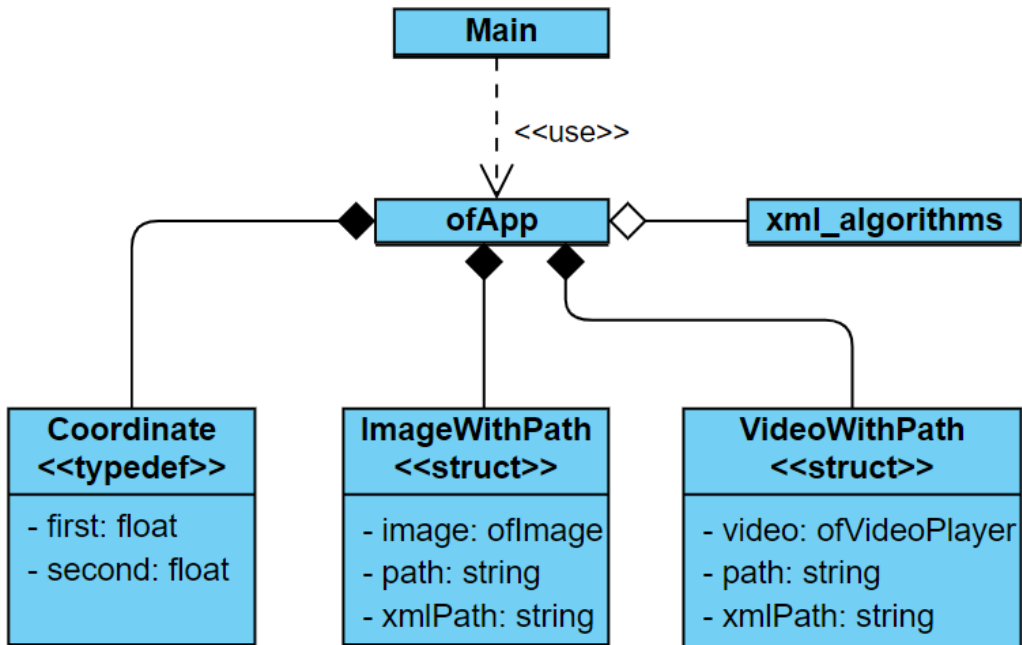 Main
<<use>>
ofApp
xml_algorithms
Coordinate
<<typedef>>
- first: float
- second: float
ImageWithPath
<<struct>>
- image: ofImage
- path: string
- xmlPath: string
VideoWithPath
<<struct>>
- video: ofVideoPlayer
- path: string
- xmlPath: string